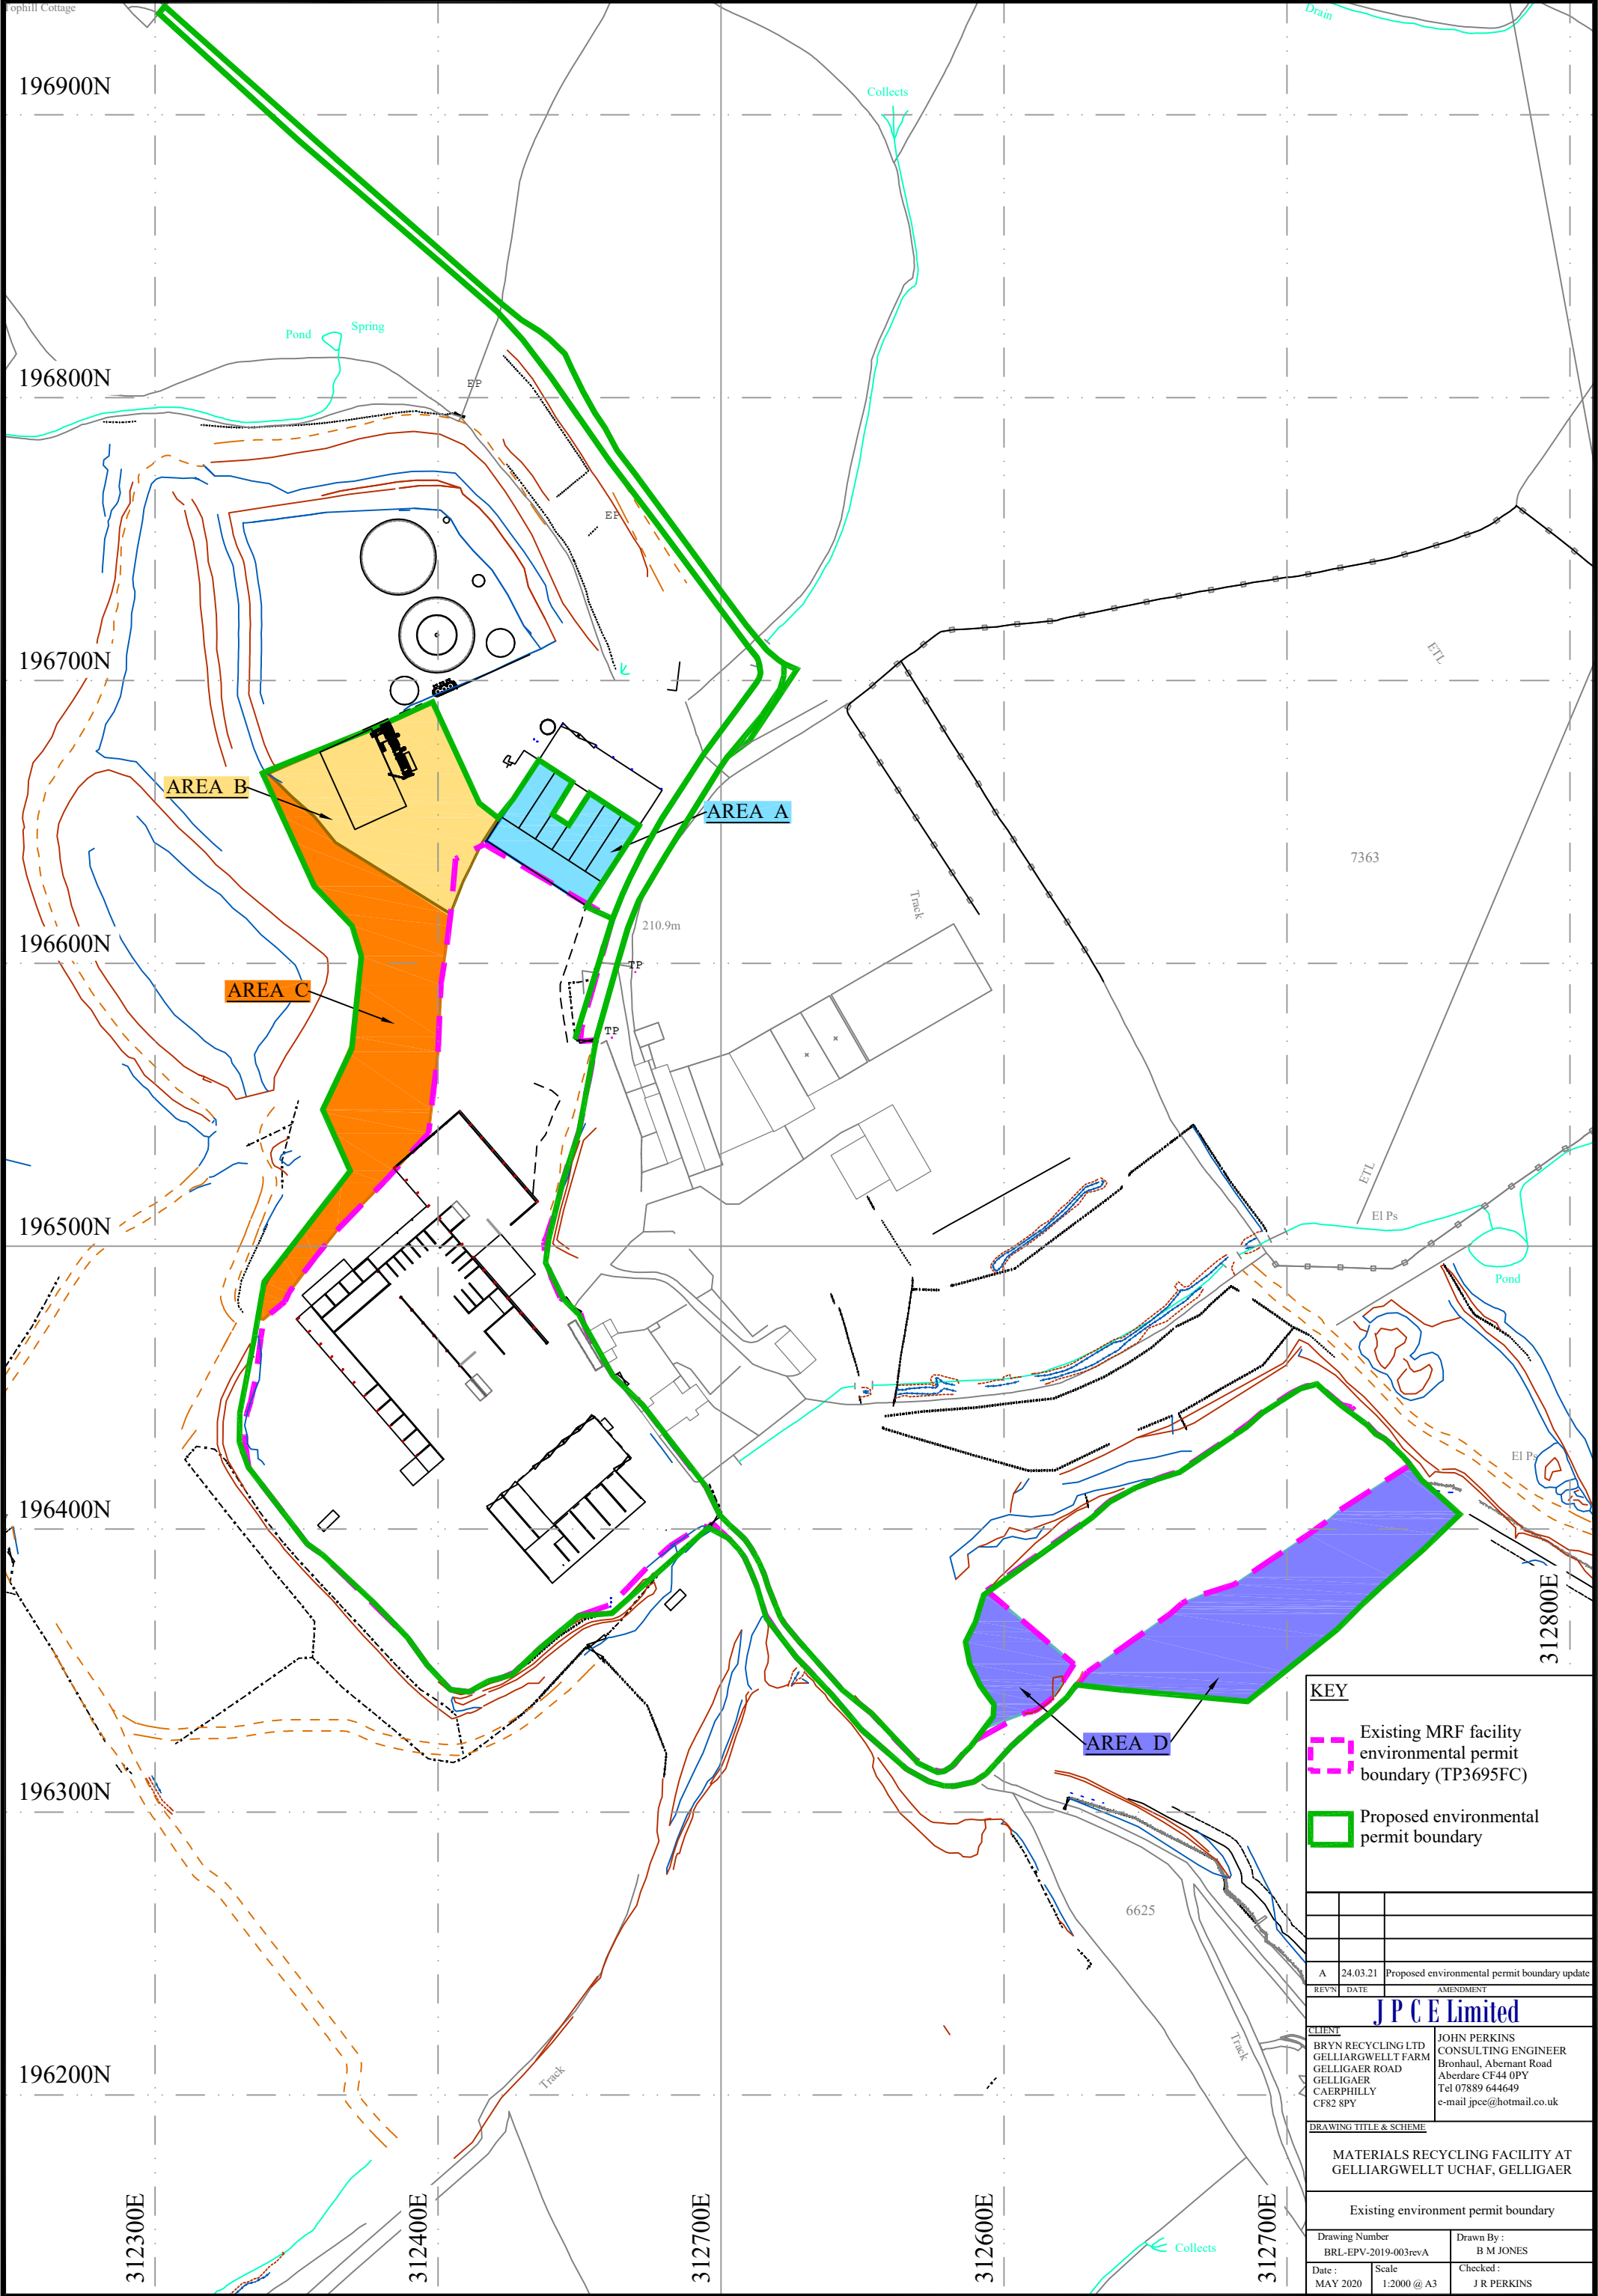 Tophill Cottage
Drain
196900N
Collects
Pond
Spring
196800N
EP
EP
ETL
196700N
AREA B
AREA A
7363
Track
210.9m
196600N
TP
AREA C
TP
ETL
El Ps
196500N
Pond
El Ps
196400N
312800E
AREA D
196300N
6625
Track
Track
196200N
312300E
312400E
312700E
312600E
312700E
Collects
KEY
Existing MRF facility
environmental permit
boundary (TP3695FC)
Proposed environmental
permit boundary
A 24.03.21 Proposed environmental permit boundary update
REV'N DATE AMENDMENT
J P C E Limited
CLIENT
BRYN RECYCLING LTD
GELLIARGWELLT FARM
GELLIGAER ROAD
GELLIGAER
CAERPHILLY
CF82 8PY
JOHN PERKINS
CONSULTING ENGINEER
Bronhaul, Abernant Road
Aberdare CF44 0PY
Tel 07889 644649
e-mail jpce@hotmail.co.uk
DRAWING TITLE & SCHEME
MATERIALS RECYCLING FACILITY AT
GELLIARGWELLT UCHAF, GELLIGAER
Existing environment permit boundary
Drawing Number
BRL-EPV-2019-003revA
Drawn By :
B M JONES
Date :
MAY 2020
Scale
1:2000 @ A3
Checked :
J R PERKINS